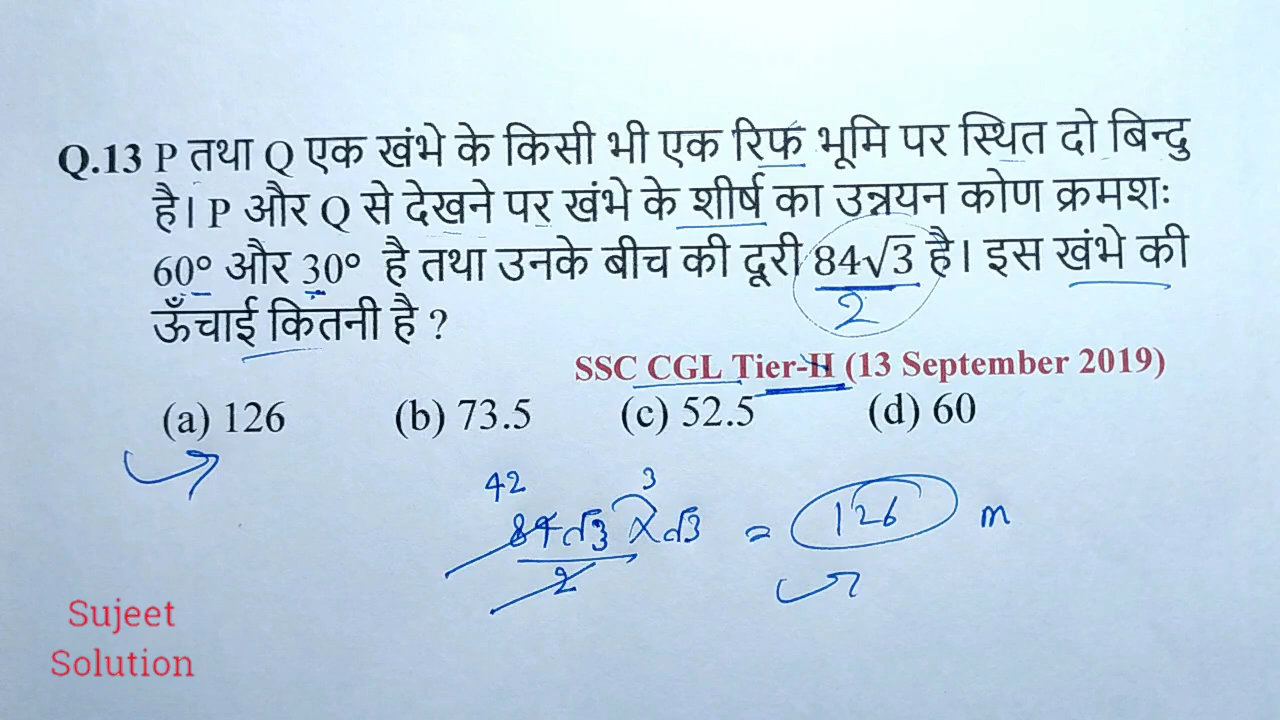 Q.13 P तथा Q एक खंभे के किसी भी एक रिफ भूमि पर स्थित दो बिन्दु
है। P और Q से देखने पर खंभे के शीर्ष का उन्नयन कोण क्रमशः
60° और 30° है तथा उनके बीच की दूरी 84√3 है। इस खंभे की
2
ऊँचाई कितनी है ?
SSC CGL Tier-II (13 September 2019)
(a) 126 (b) 73.5 (c) 52.5 (d) 60
42 3
84√3 × √3 = 126 m
2
Sujeet
Solution